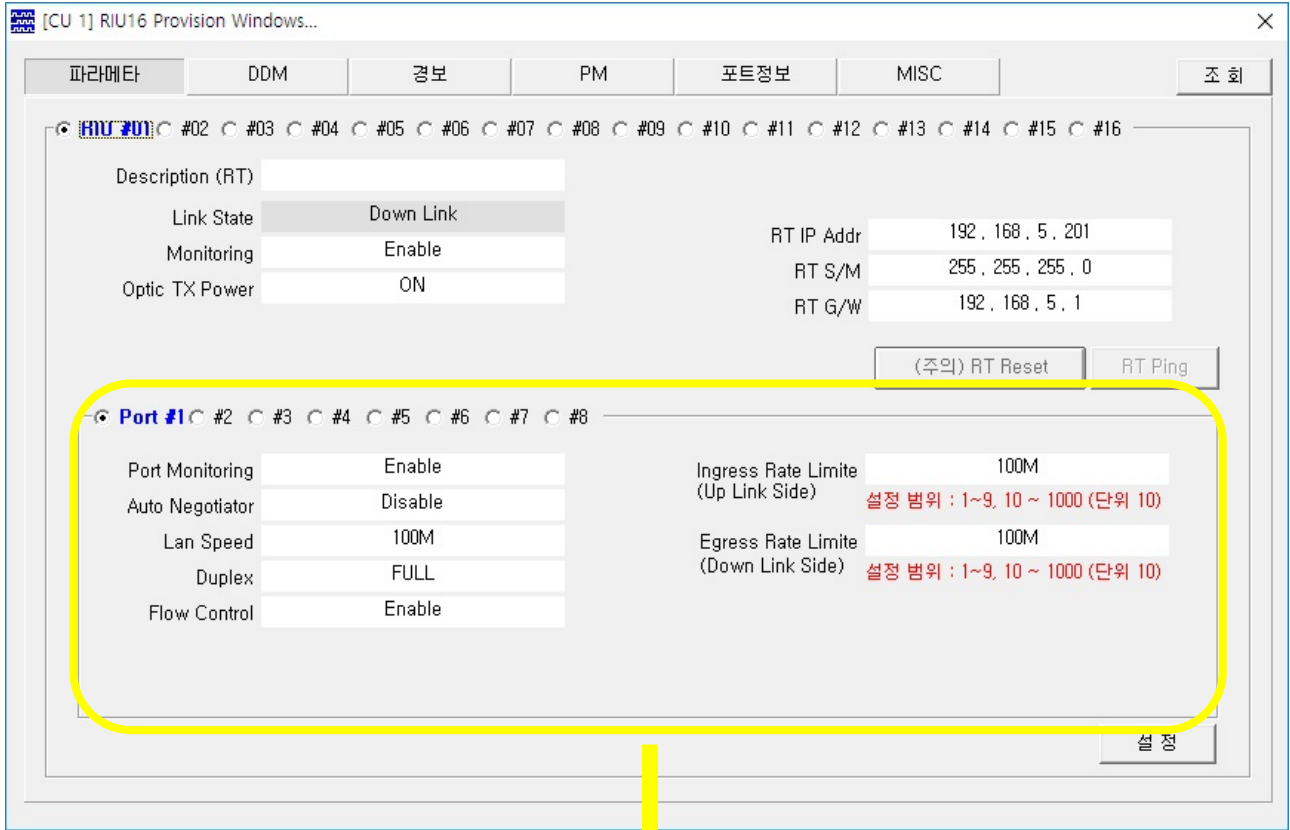 [CU 1] RIU16 Provision Windows...
파라메타 DDM 경보 PM 포트정보 MISC 조 회
RIU #01 #02 #03 #04 #05 #06 #07 #08 #09 #10 #11 #12 #13 #14 #15 #16
Description (RT)
Link State Down Link
Monitoring Enable
Optic TX Power ON
RT IP Addr 192 . 168 . 5 . 201
RT S/M 255 . 255 . 255 . 0
RT G/W 192 . 168 . 5 . 1
(주의) RT Reset RT Ping
Port #1 #2 #3 #4 #5 #6 #7 #8
Port Monitoring Enable
Auto Negotiator Disable
Lan Speed 100M
Duplex FULL
Flow Control Enable
Ingress Rate Limite 100M
(Up Link Side) 설정 범위 : 1~9, 10 ~ 1000 (단위 10)
Egress Rate Limite 100M
(Down Link Side) 설정 범위 : 1~9, 10 ~ 1000 (단위 10)
설 정